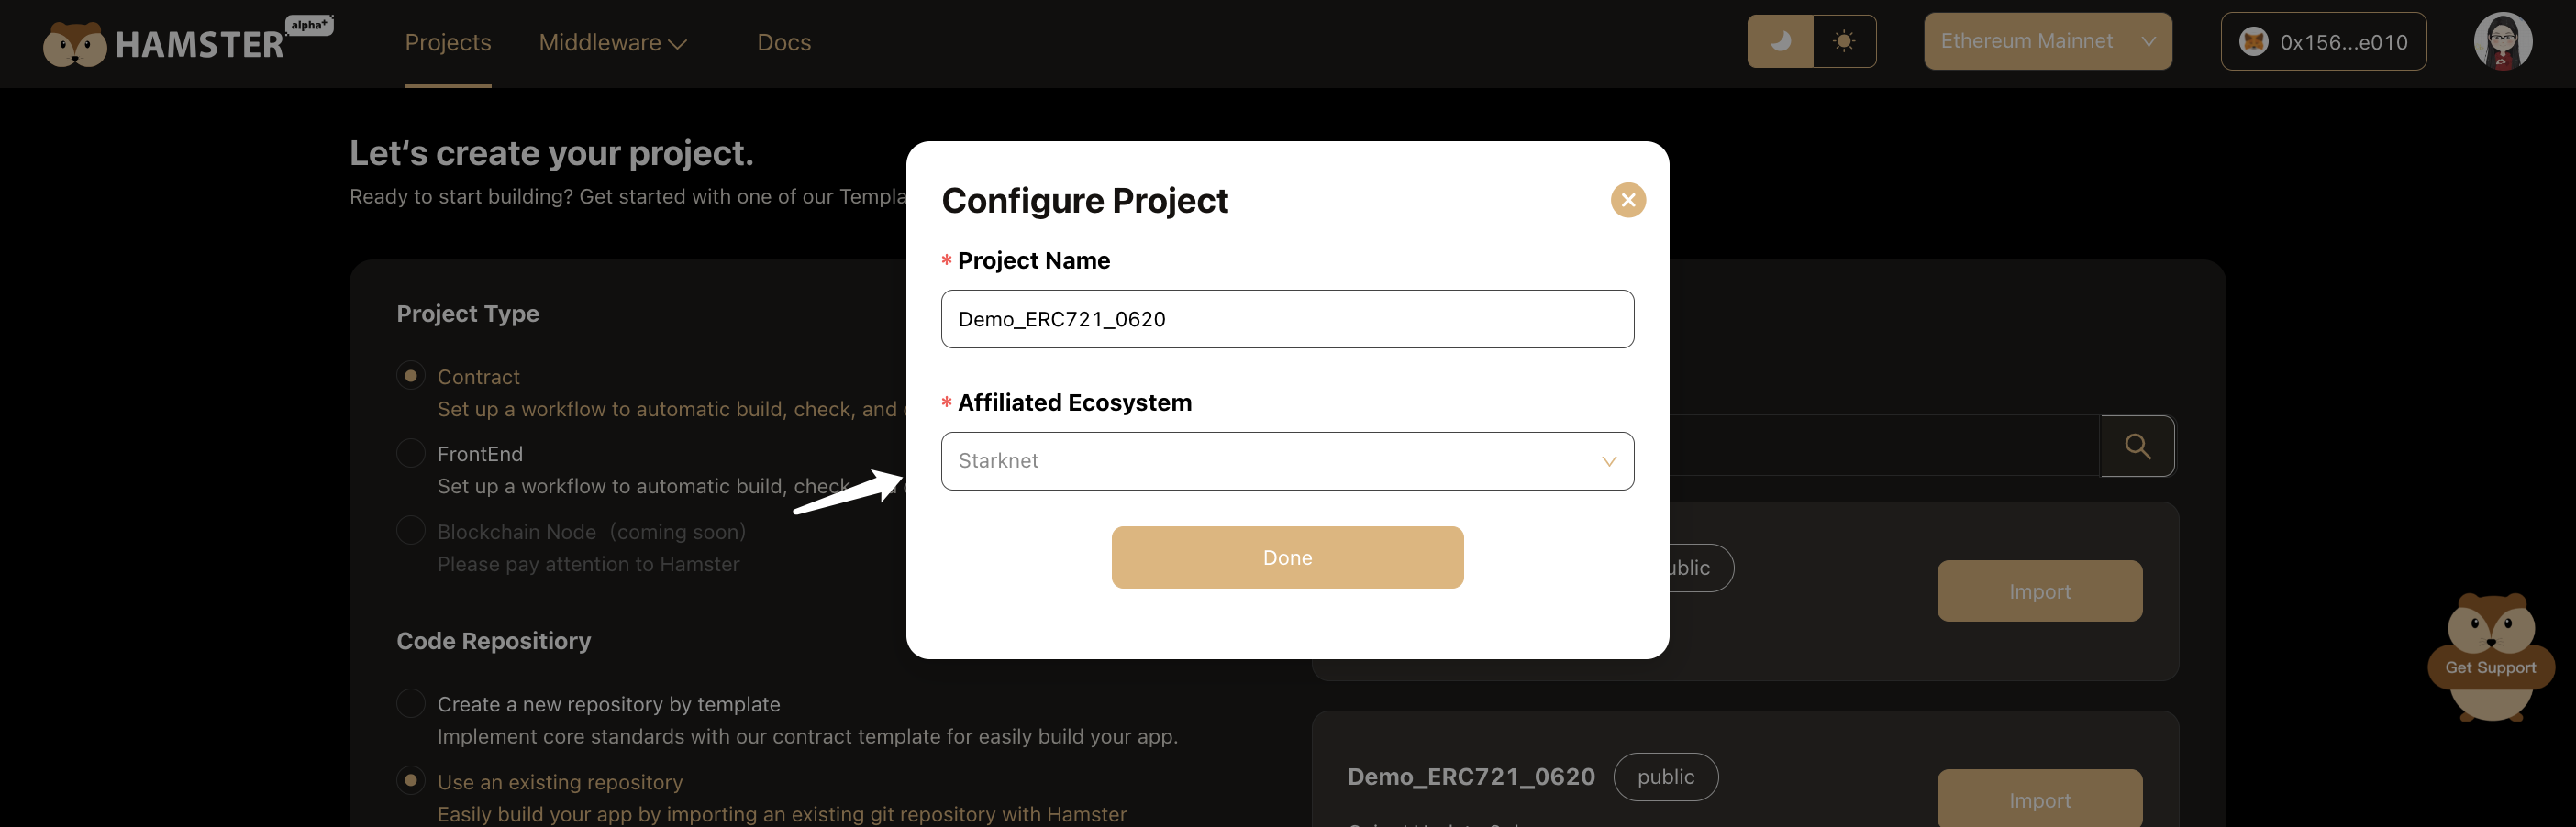 HAMSTER alpha+
Projects
Middleware
Docs
Ethereum Mainnet
0x156...e010
Let‘s create your project.
Ready to start building? Get started with one of our
Configure Project
* Project Name
Demo_ERC721_0620
* Affiliated Ecosystem
Starknet
Done
Project Type
Contract
Set up a workflow to automatic build, check, and
FrontEnd
Set up a workflow to automatic build, check
Blockchain Node (coming soon)
Please pay attention to Hamster
Import
Get Support
Code Repositiory
Create a new repository by template
Implement core standards with our contract template for easily build your app.
Use an existing repository
Easily build your app by importing an existing git repository with Hamster
Demo_ERC721_0620
public
Import